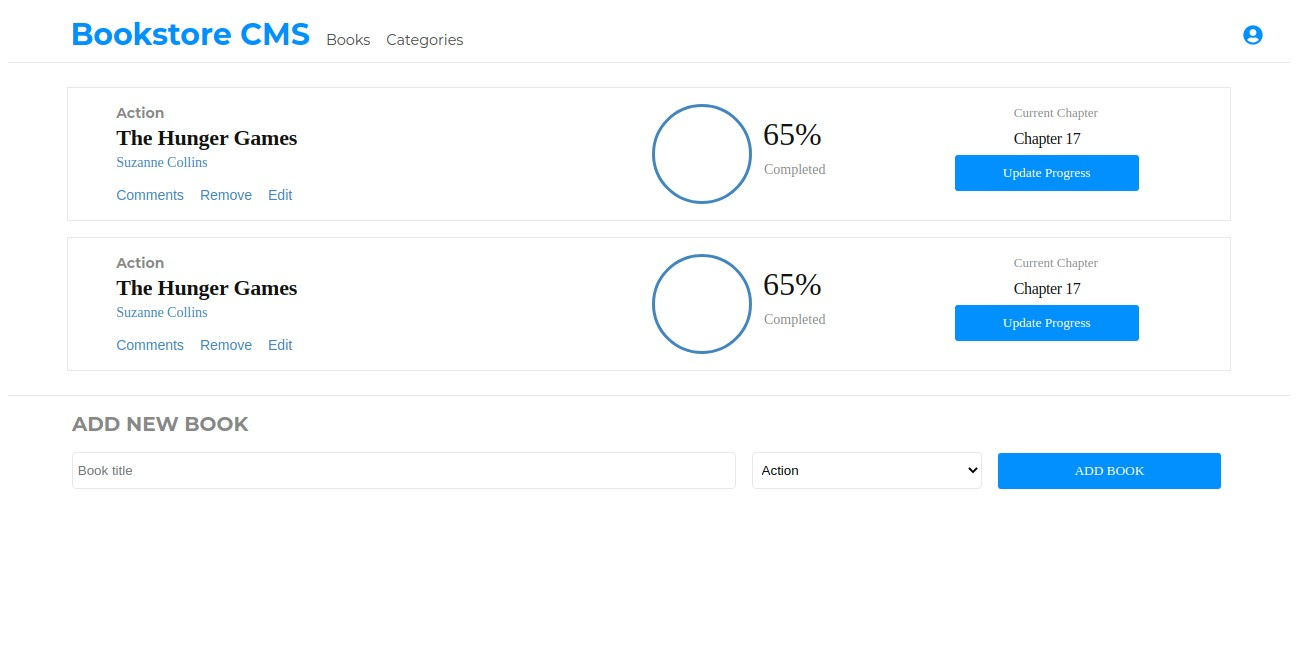 Bookstore CMS Books Categories
Action
The Hunger Games
Suzanne Collins
Comments Remove Edit
65%
Completed
Current Chapter
Chapter 17
Update Progress
Action
The Hunger Games
Suzanne Collins
Comments Remove Edit
65%
Completed
Current Chapter
Chapter 17
Update Progress
ADD NEW BOOK
Book title
Action
ADD BOOK